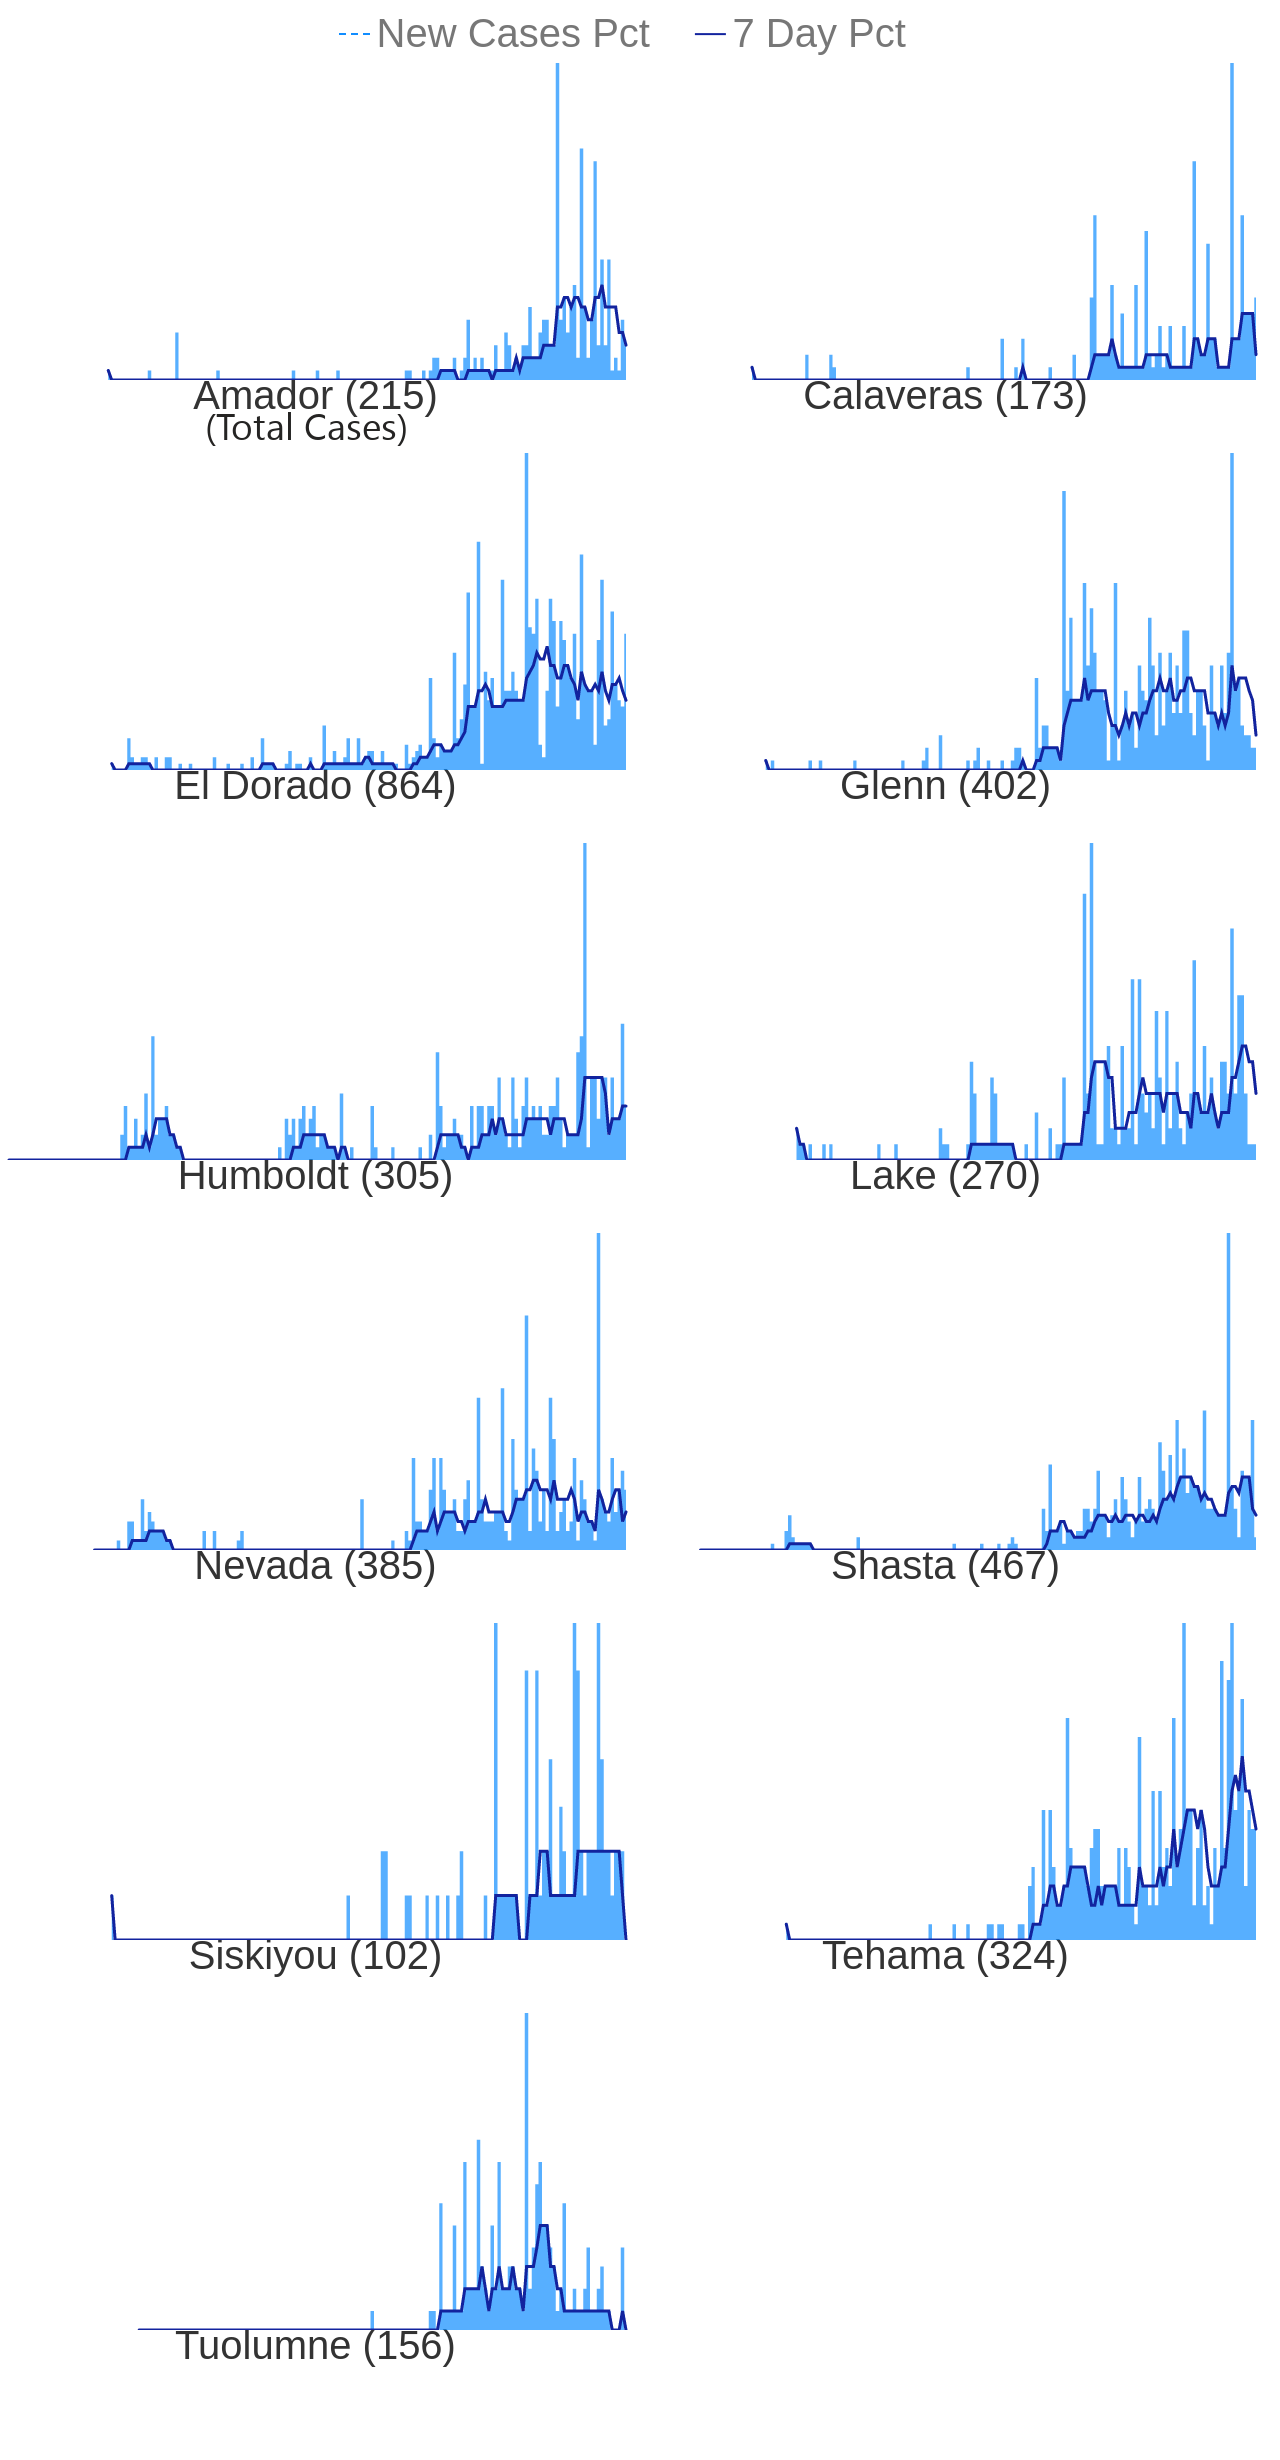 New Cases Pct 7 Day Pct
Amador (215) Calaveras (173)
(Total Cases)
El Dorado (864) Glenn (402)
Humboldt (305) Lake (270)
Nevada (385) Shasta (467)
Siskiyou (102) Tehama (324)
Tuolumne (156)